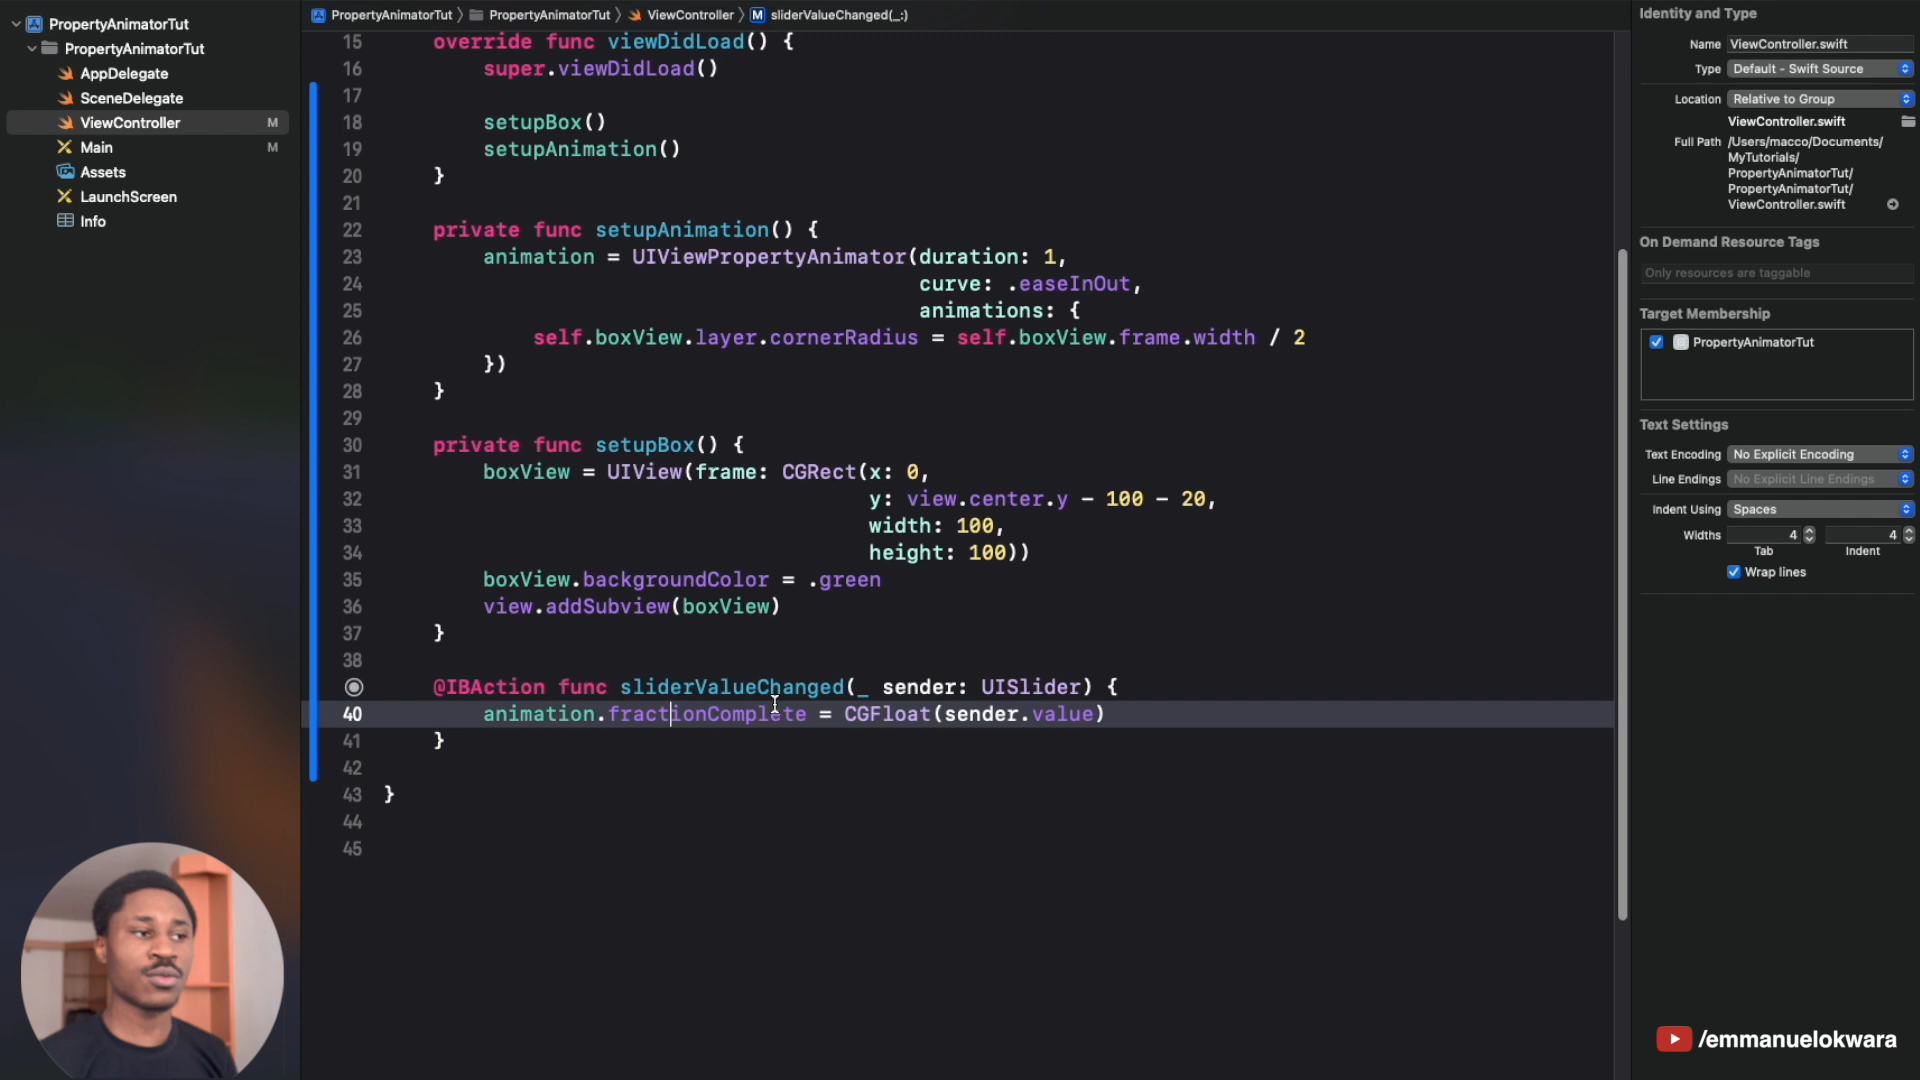 PropertyAnimatorTut
PropertyAnimatorTut
AppDelegate
SceneDelegate
ViewController M
Main M
Assets
LaunchScreen
Info
PropertyAnimatorTut 〉 PropertyAnimatorTut 〉 ViewController 〉 M sliderValueChanged(_:)
15 override func viewDidLoad() {
16 super.viewDidLoad()
17
18 setupBox()
19 setupAnimation()
20 }
21
22 private func setupAnimation() {
23 animation = UIViewPropertyAnimator(duration: 1,
24 curve: .easeInOut,
25 animations: {
26 self.boxView.layer.cornerRadius = self.boxView.frame.width / 2
27 })
28 }
29
30 private func setupBox() {
31 boxView = UIView(frame: CGRect(x: 0,
32 y: view.center.y - 100 - 20,
33 width: 100,
34 height: 100))
35 boxView.backgroundColor = .green
36 view.addSubview(boxView)
37 }
38
@IBAction func sliderValueChanged(_ sender: UISlider) {
40 animation.fractionComplete = CGFloat(sender.value)
41 }
42
43 }
44
45
Identity and Type
Name ViewController.swift
Type Default - Swift Source
Location Relative to Group
ViewController.swift
Full Path /Users/macco/Documents/
MyTutorials/
PropertyAnimatorTut/
PropertyAnimatorTut/
ViewController.swift
On Demand Resource Tags
Only resources are taggable
Target Membership
PropertyAnimatorTut
Text Settings
Text Encoding No Explicit Encoding
Line Endings No Explicit Line Endings
Indent Using Spaces
Widths 4 4
Tab Indent
Wrap lines
/emmanuelokwara